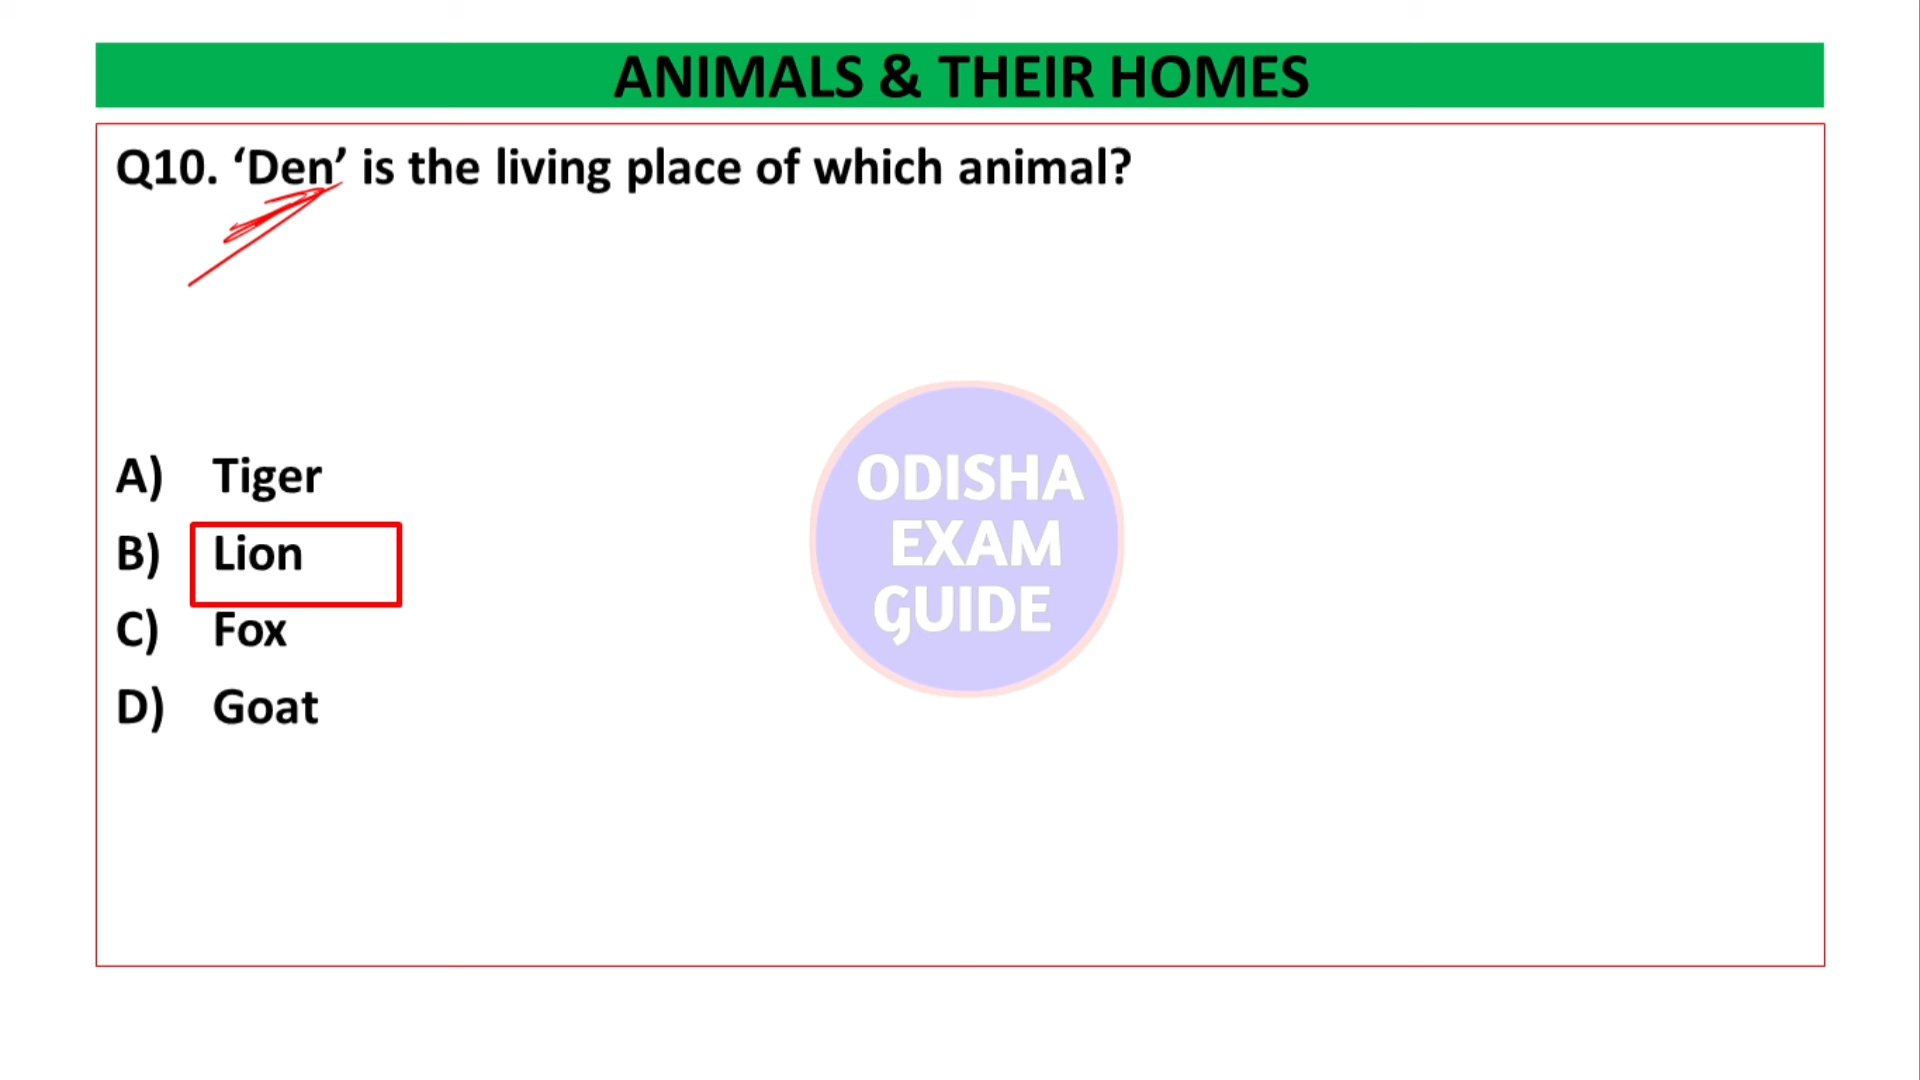 ANIMALS & THEIR HOMES
Q10. ‘Den’ is the living place of which animal?
A) Tiger
B) Lion
C) Fox
D) Goat
ODISHA
EXAM
GUIDE